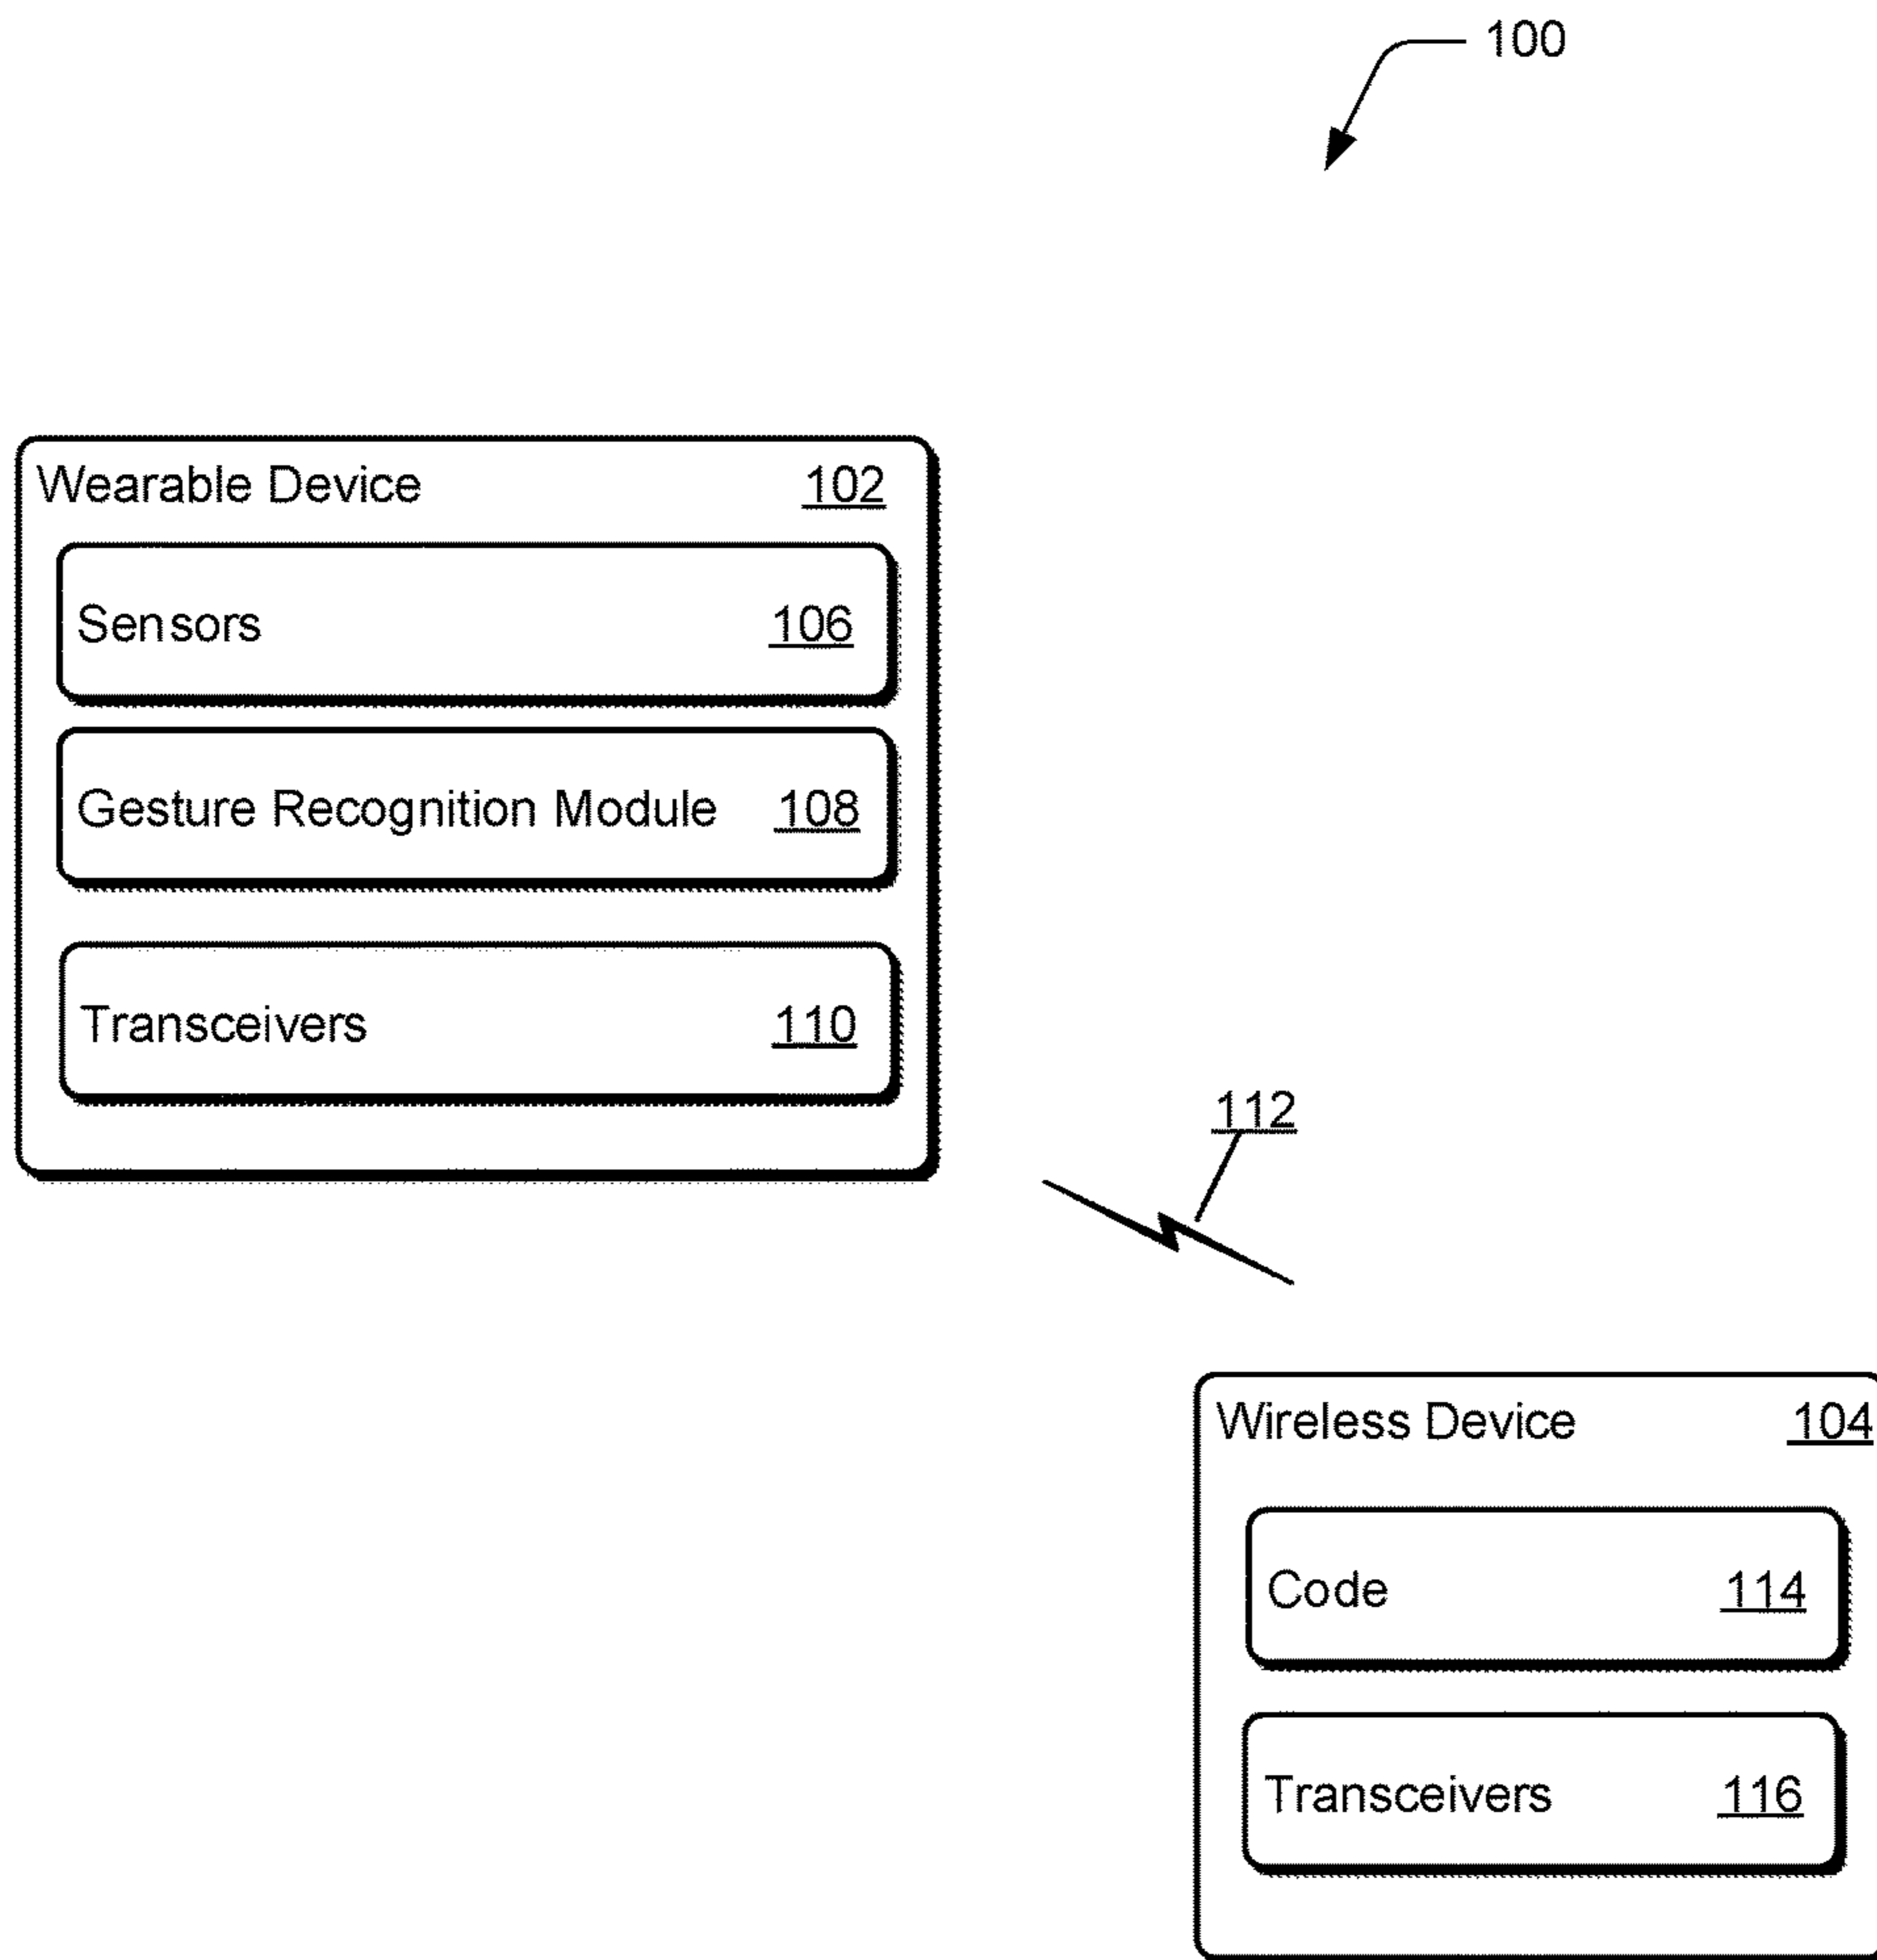 100
Wearable Device 102
Sensors 106
Gesture Recognition Module 108
Transceivers 110
112
Wireless Device 104
Code 114
Transceivers 116